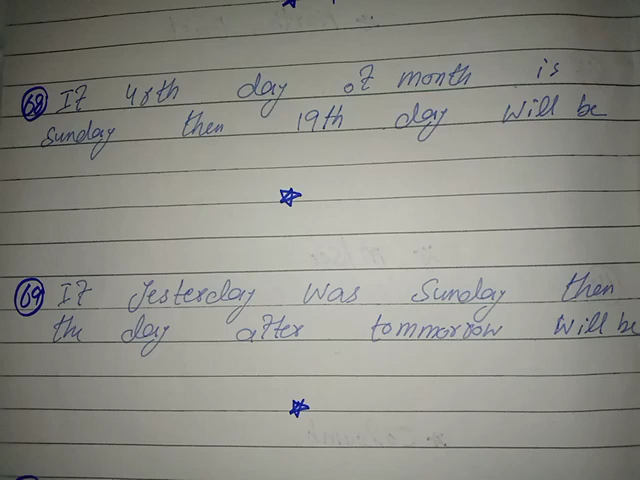 68 If 4th day of month is
Sunday then 19th day will be
69 If Yesterday was Sunday then
the day after tommorrow will be